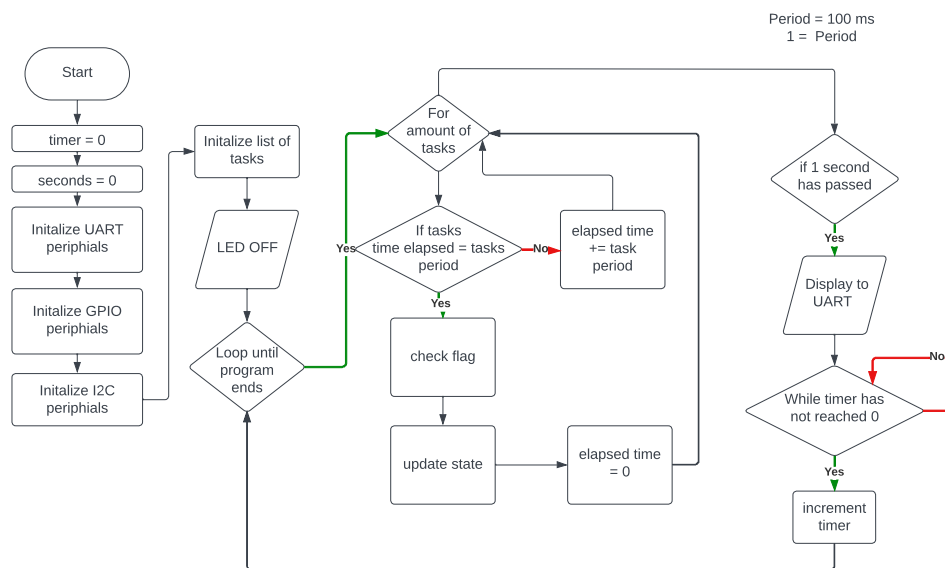 Period = 100 ms
1 = Period
Start
timer = 0
seconds = 0
Initalize UART
periphials
Initalize GPIO
periphials
Initalize I2C
periphials
Initalize list of
tasks
LED OFF
Loop until
program
ends
Yes
For
amount of
tasks
If tasks
time elapsed = tasks
period
No
elapsed time
+= task
period
Yes
check flag
update state
elapsed time
= 0
if 1 second
has passed
Yes
Display to
UART
While timer has
not reached 0
No
Yes
increment
timer